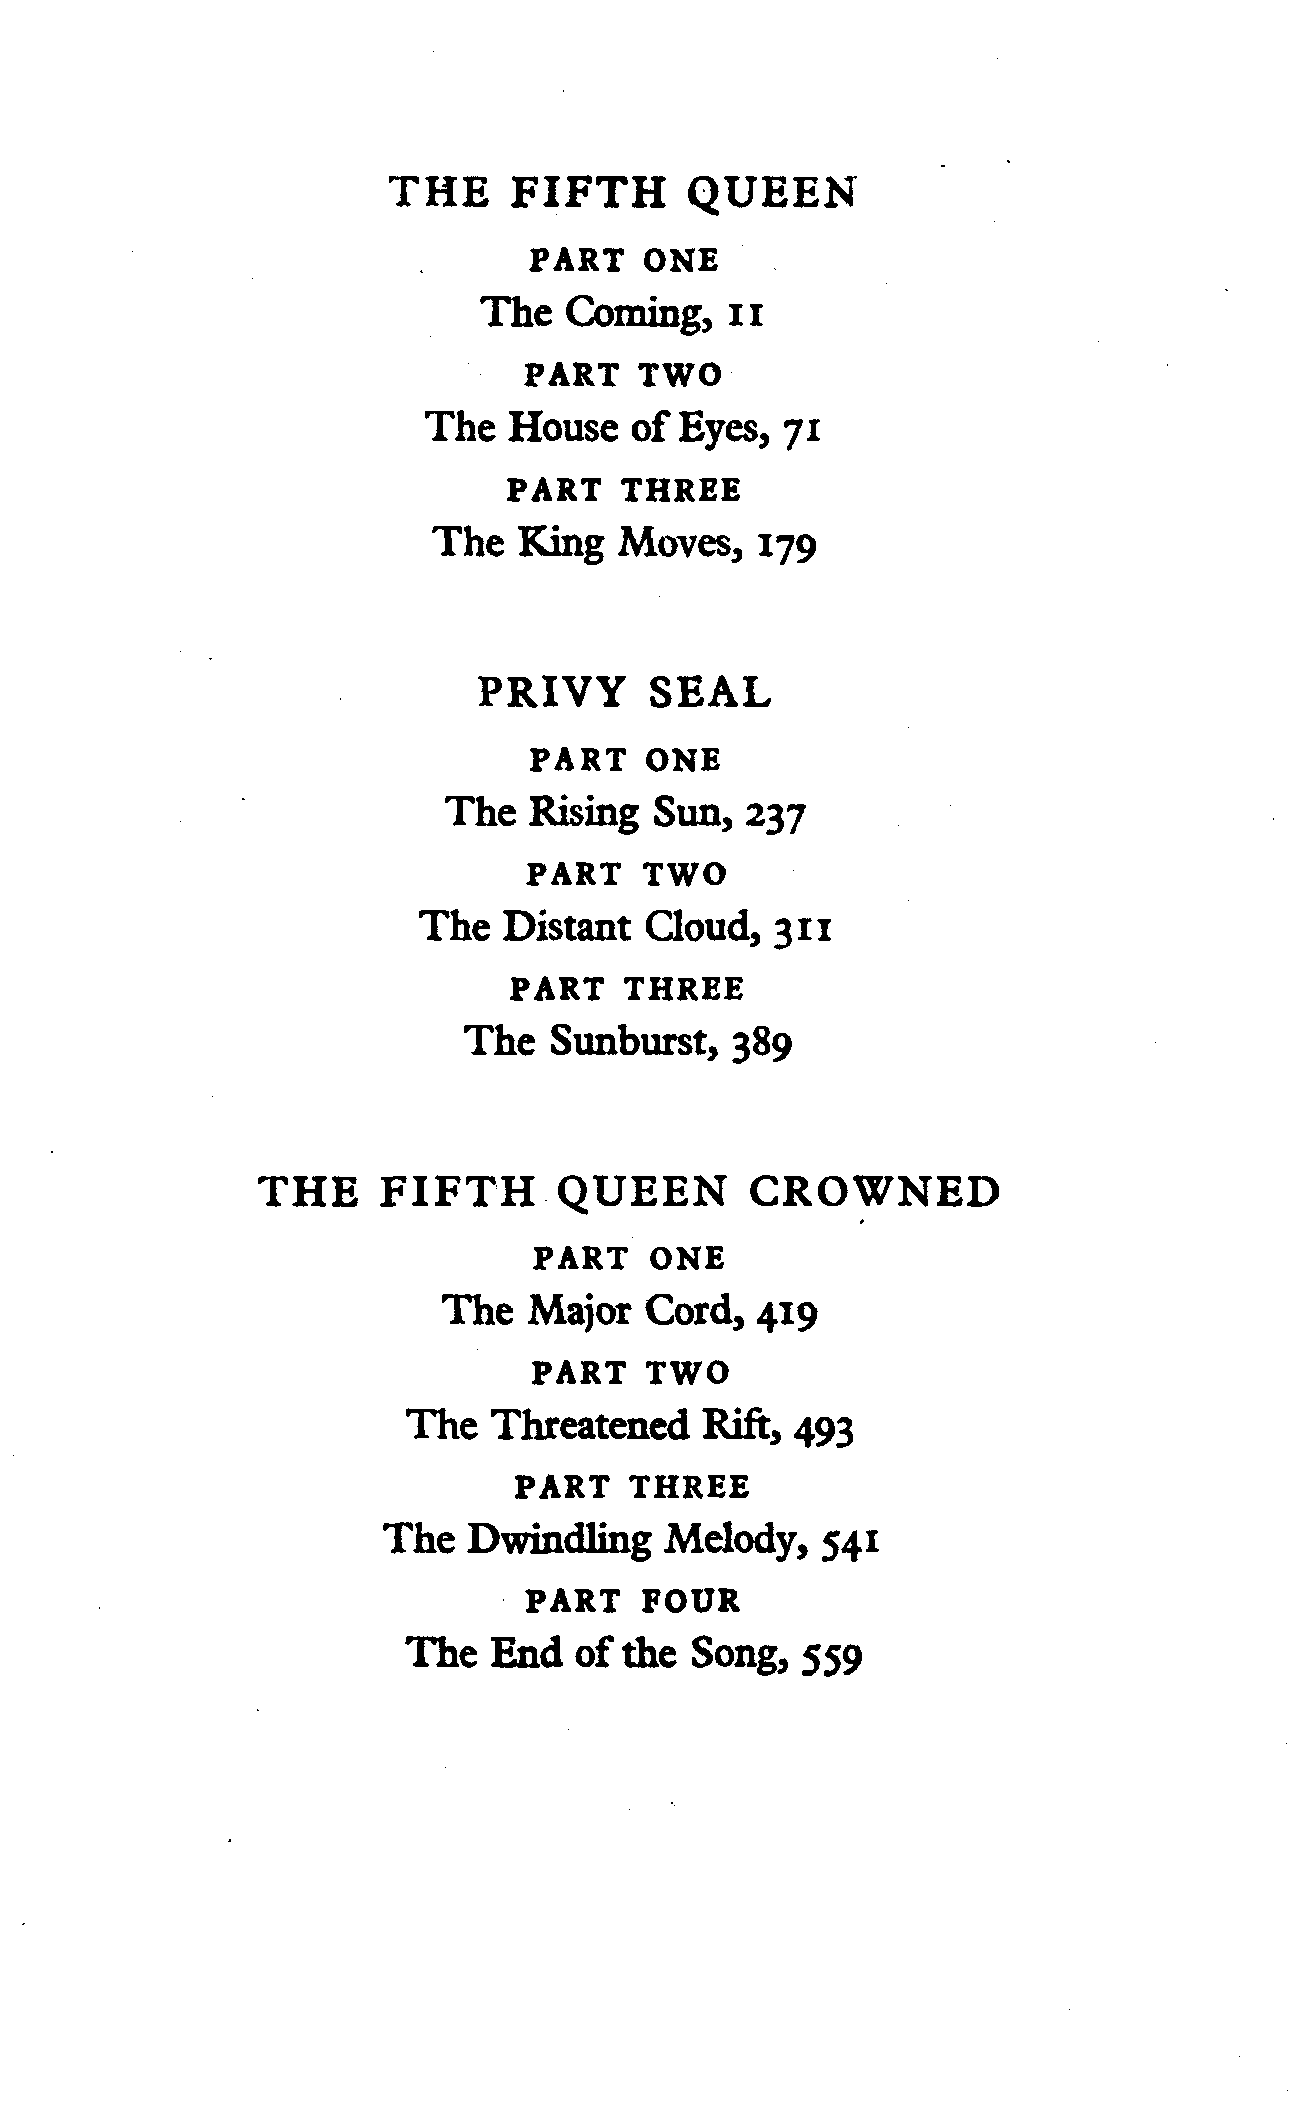 THE FIFTH QUEEN
PART ONE
The Coming, 11
PART TWO
The House of Eyes, 71
PART THREE
The King Moves, 179
PRIVY SEAL
PART ONE
The Rising Sun, 237
PART TWO
The Distant Cloud, 311
PART THREE
The Sunburst, 389
THE FIFTH QUEEN CROWNED
PART ONE
The Major Cord, 419
PART TWO
The Threatened Rift, 493
PART THREE
The Dwindling Melody, 541
PART FOUR
The End of the Song, 559